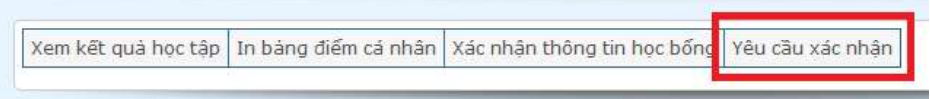 Xem kết quả học tập In bảng điểm cá nhân Xác nhận thông tin học bổng Yêu cầu xác nhận